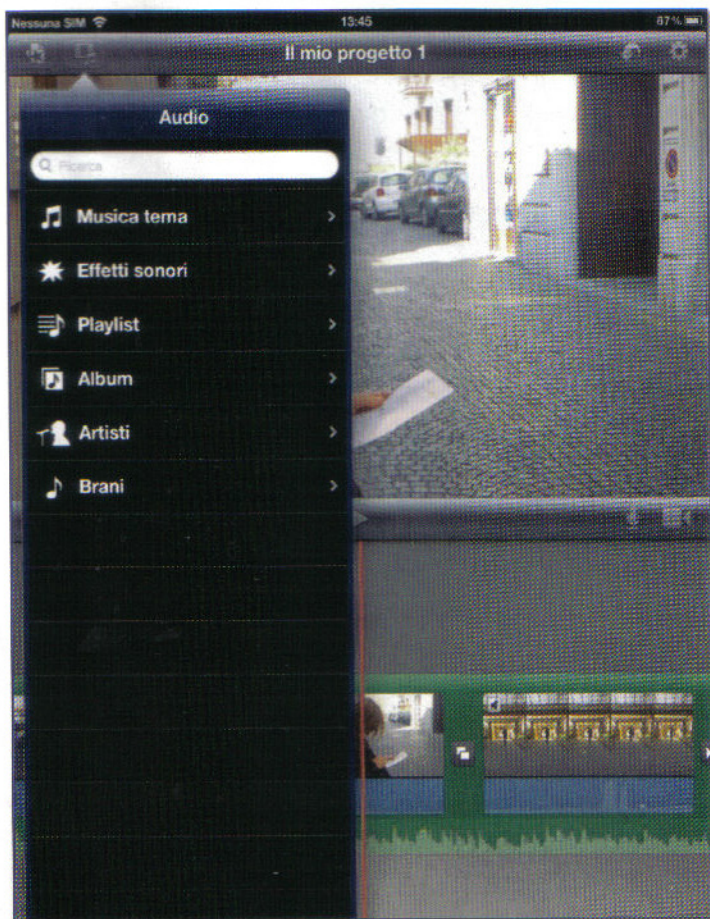 Nessuna SIM 13:45 87%
Il mio progetto 1
Audio
Ricerca
Musica tema
Effetti sonori
Playlist
Album
Artisti
Brani